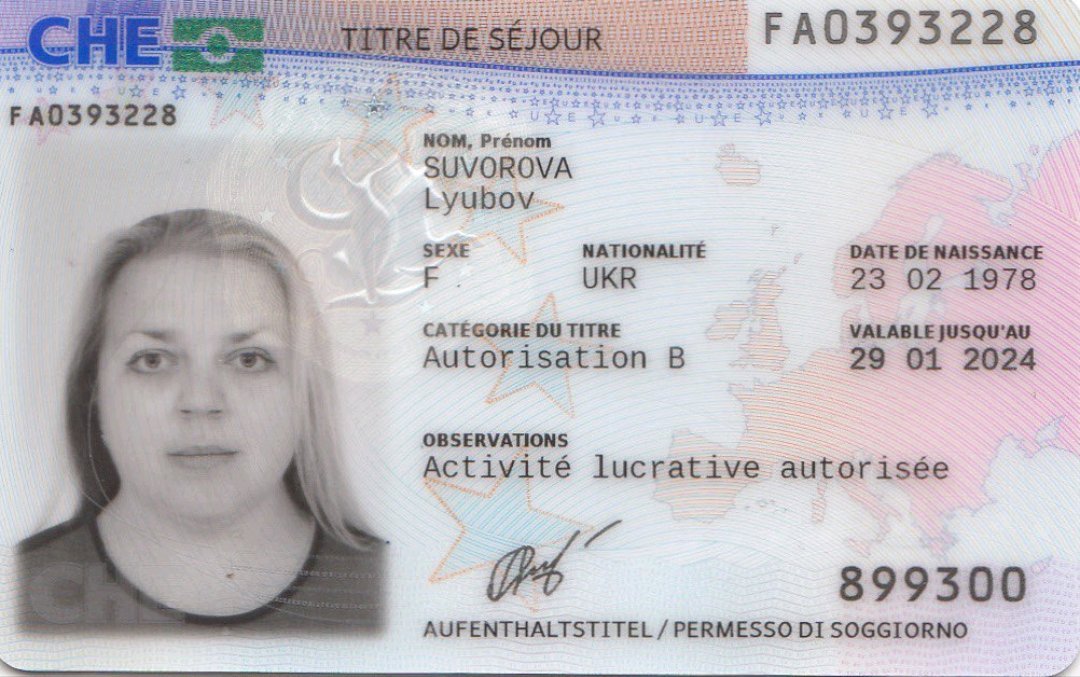 CHE TITRE DE SÉJOUR FA0393228
FA0393228
NOM, Prénom
SUVOROVA
Lyubov
SEXE NATIONALITÉ DATE DE NAISSANCE
F UKR 23 02 1978
CATÉGORIE DU TITRE VALABLE JUSQU'AU
Autorisation B 29 01 2024
OBSERVATIONS
Activité lucrative autorisée
899300
AUFENTHALTSTITEL / PERMESSO DI SOGGIORNO
CHE